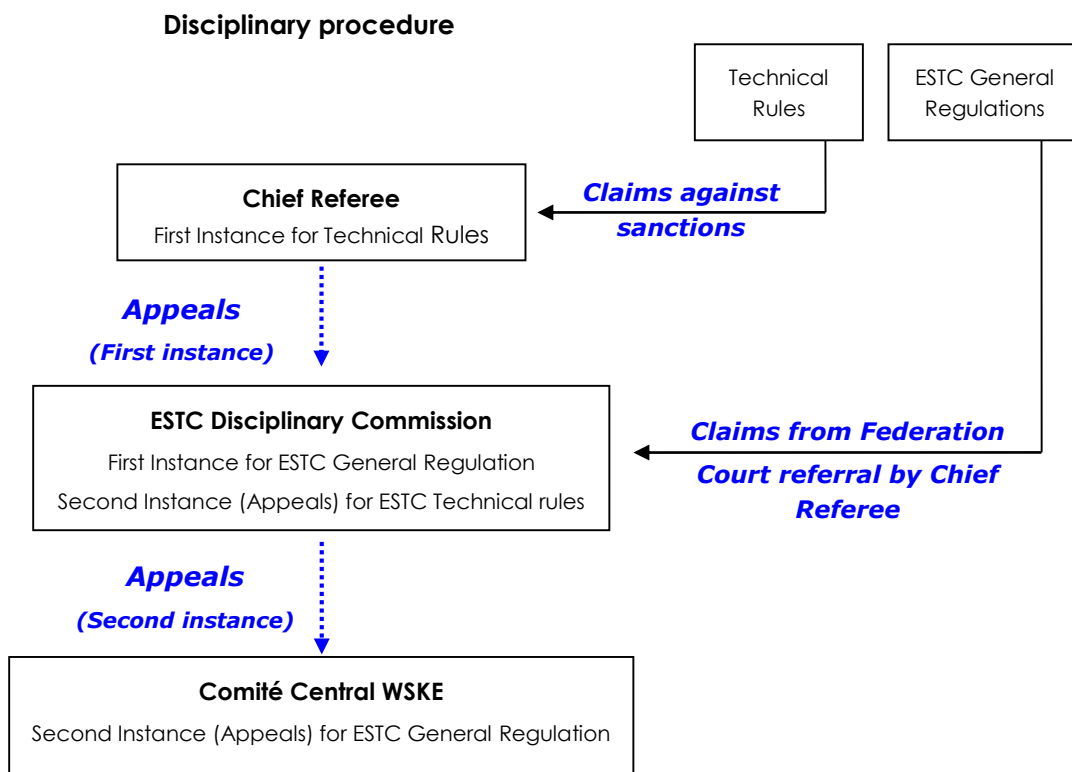 Disciplinary procedure
Technical
Rules
ESTC General
Regulations
Chief Referee
First Instance for Technical Rules
Claims against
sanctions
Appeals
(First instance)
ESTC Disciplinary Commission
First Instance for ESTC General Regulation
Second Instance (Appeals) for ESTC Technical rules
Claims from Federation
Court referral by Chief
Referee
Appeals
(Second instance)
Comité Central WSKE
Second Instance (Appeals) for ESTC General Regulation